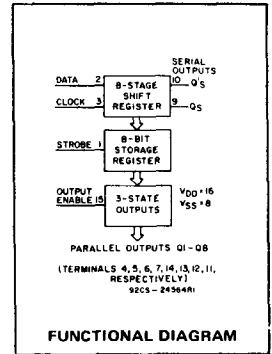 SERIAL
OUTPUTS
DATA 2
8-STAGE
SHIFT
REGISTER
10 Q'S
CLOCK 3
9 QS
STROBE 1
8-BIT
STORAGE
REGISTER
OUTPUT
ENABLE 15
3-STATE
OUTPUTS
VDD = 16
VSS = 8
PARALLEL OUTPUTS Q1-Q8
(TERMINALS 4, 5, 6, 7, 14, 13, 12, 11,
RESPECTIVELY)
92CS-24564R1
FUNCTIONAL DIAGRAM